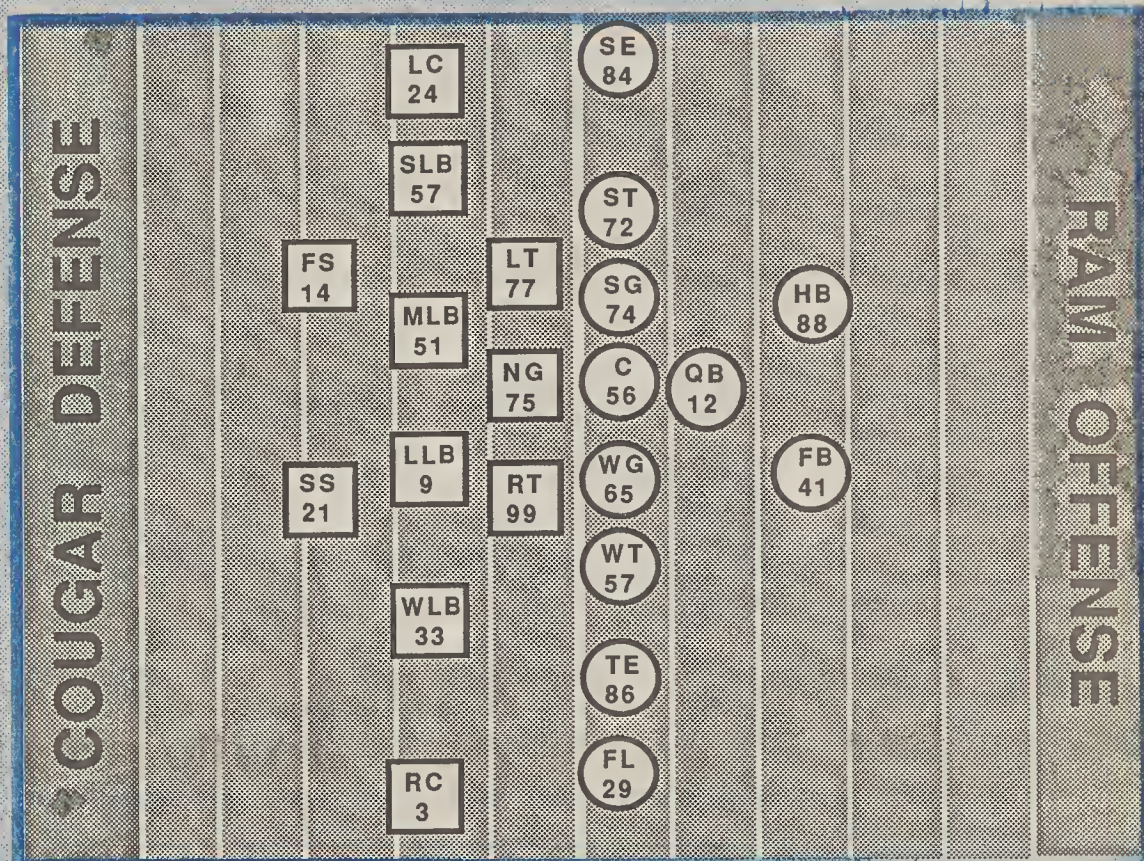 COUGAR DEFENSE
LC
24
SLB
57
FS
14
LT
77
MLB
51
NG
75
LLB
9
SS
21
RT
99
WLB
33
RC
3
SE
84
ST
72
SG
74
HB
88
C
56
QB
12
WG
65
FB
41
WT
57
TE
86
FL
29
RAM OFFENSE